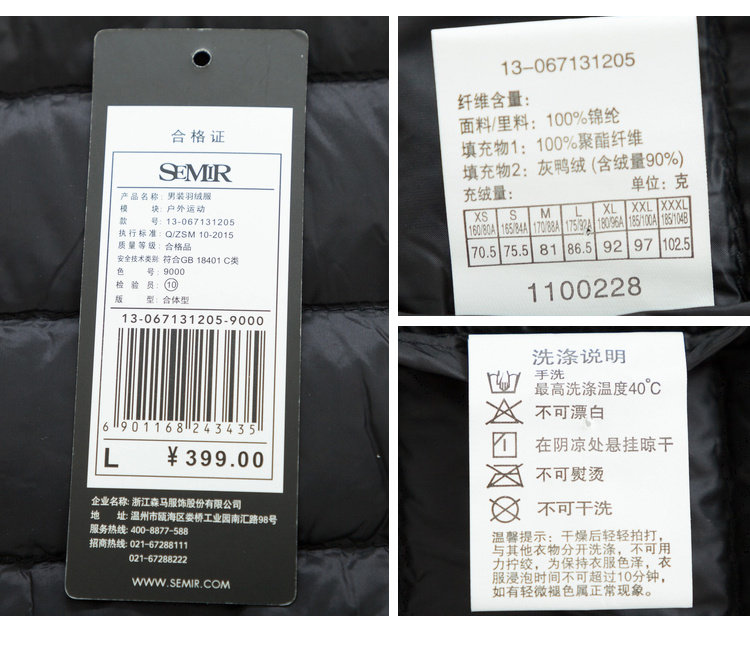 合格证
SEMIR
产品名称: 男装羽绒服
模 块: 户外运动
款 号: 13-067131205
执行标准: Q/ZSM 10-2015
质量等级: 合格品
安全技术类别: 符合GB 18401 C类
色 号: 9000
检 验 员: ⑩
版 型: 合体型
13-067131205-9000
6 901168 243435
L ¥399.00
企业名称: 浙江森马服饰股份有限公司
地 址: 温州市瓯海区娄桥工业园南汇路98号
服务热线: 400-8877-588
招商热线: 021-67288111
021-67288222
WWW.SEMIR.COM
13-067131205
纤维含量:
面料/里料: 100%锦纶
填充物1: 100%聚酯纤维
填充物2: 灰鸭绒 (含绒量90%)
充绒量: 单位: 克
XS S M L XL XXL XXXL
160/80A 165/84A 170/88A 175/92A 180/96A 185/100A 185/104B
70.5 75.5 81 86.5 92 97 102.5
1100228
洗涤说明
手洗
最高洗涤温度40℃
不可漂白
在阴凉处悬挂晾干
不可熨烫
不可干洗
温馨提示: 干燥后轻轻拍打,
与其他衣物分开洗涤, 不可用
力拧绞, 为保持衣服色泽, 衣
服浸泡时间不可超过10分钟,
如有轻微褪色属正常现象。